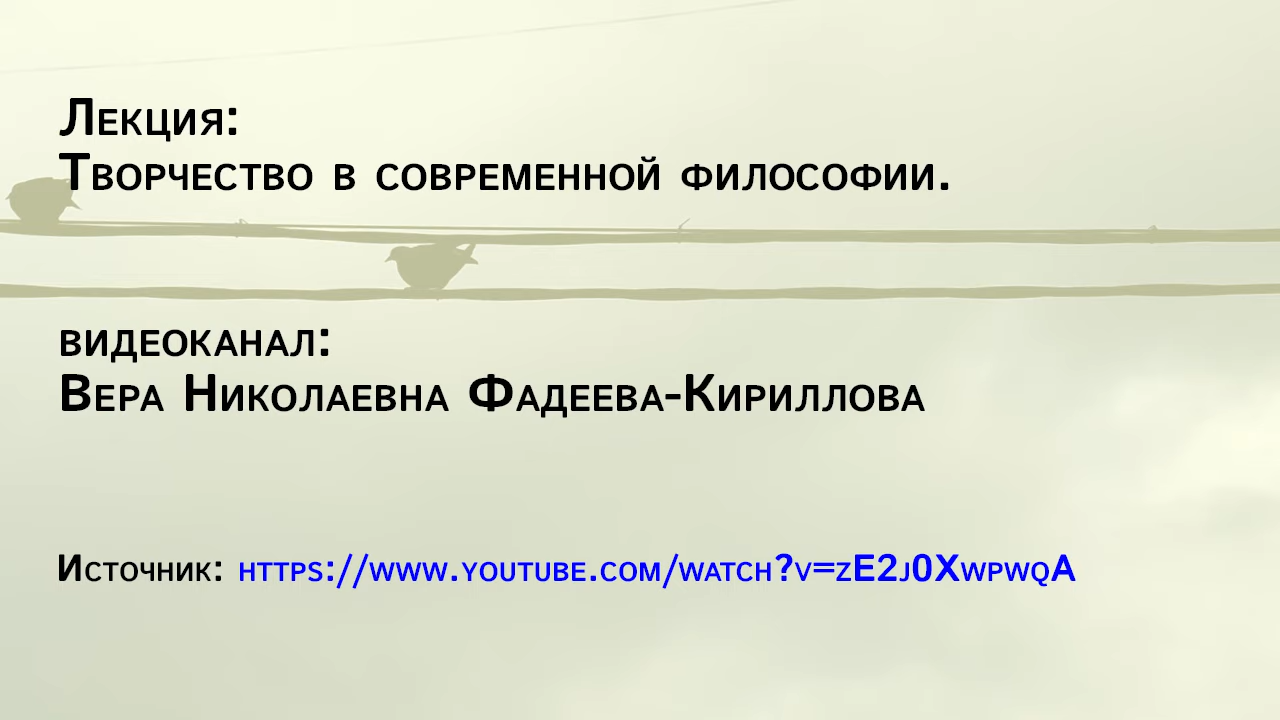 Лекция:
Творчество в современной философии.
видеоканал:
Вера Николаевна Фадеева-Кириллова
Источник: https://www.youtube.com/watch?v=zE2j0XwpwqA